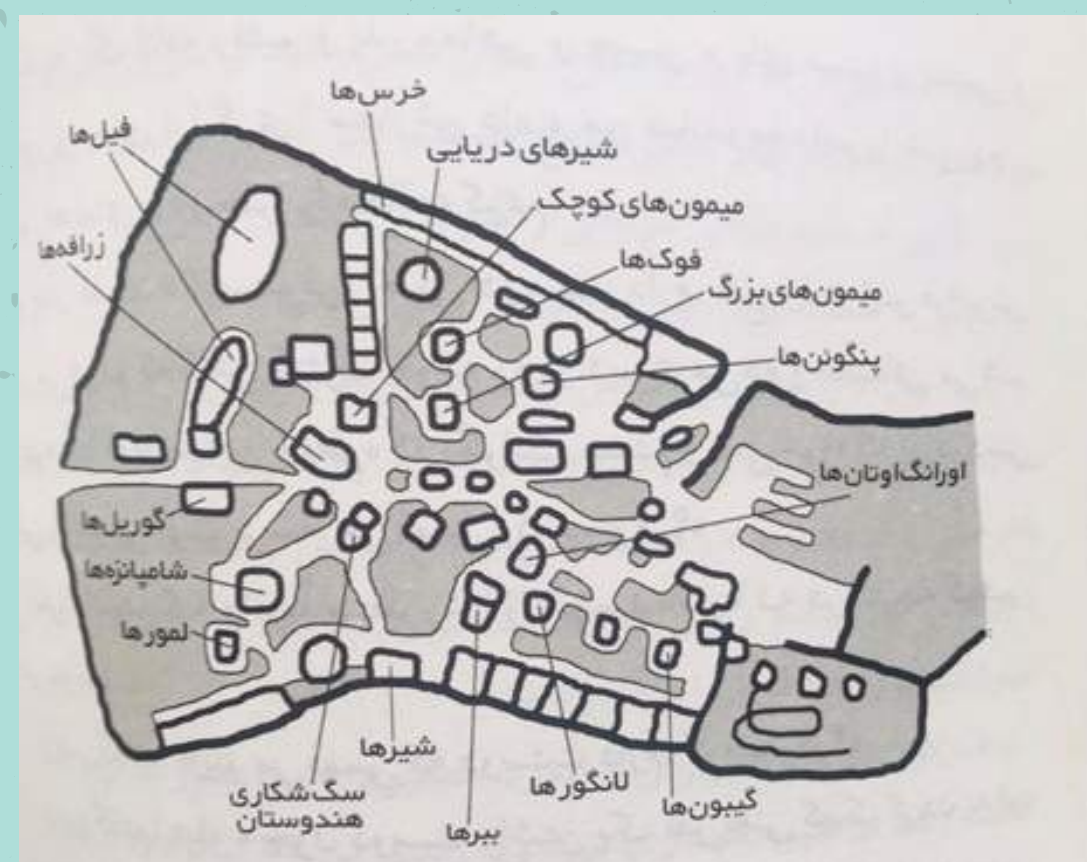 خرس‌ها
فیل‌ها
شیرهای دریایی
میمون‌های کوچک
زرافه‌ها
فوک‌ها
میمون‌های بزرگ
پنگوئن‌ها
اورانگ‌اوتان‌ها
گوریل‌ها
شامپانزه‌ها
لمورها
شیرها
سگ شکاری
هندوستان
ببرها
لانگورها
گیبون‌ها